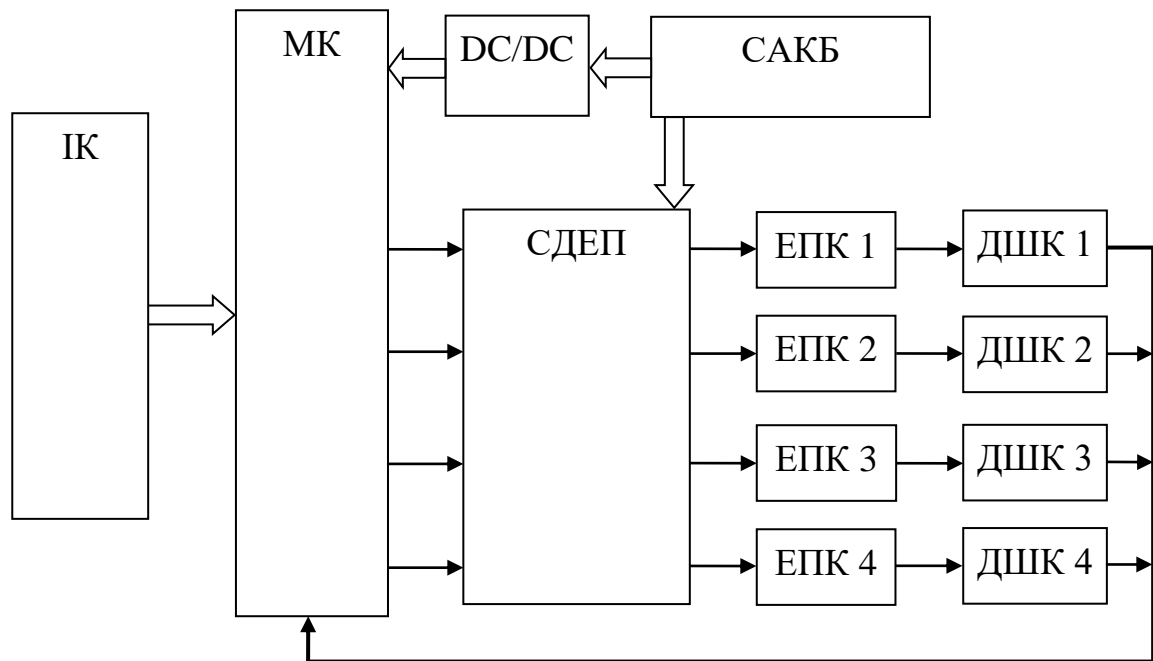 МК
DC/DC
САКБ
ІК
СДЕП
ЕПК 1
ДШК 1
ЕПК 2
ДШК 2
ЕПК 3
ДШК 3
ЕПК 4
ДШК 4